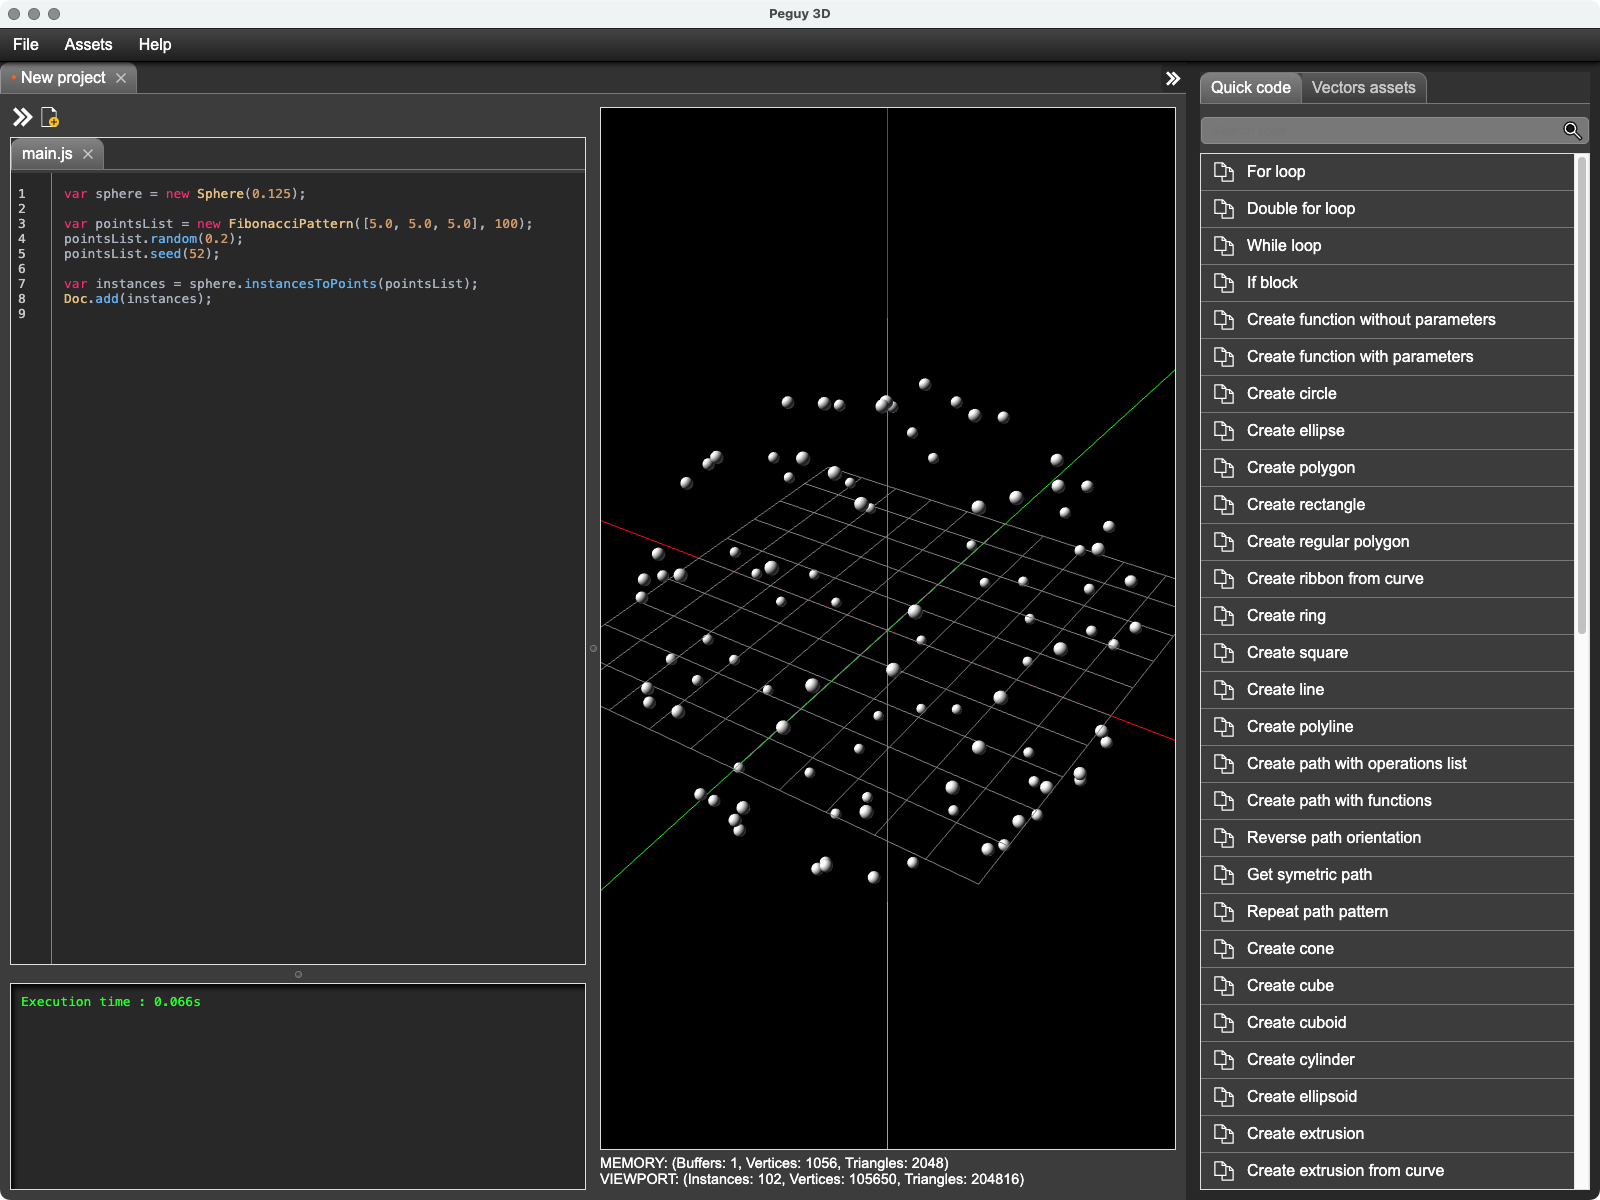 Peguy 3D
File Assets Help
New project
main.js
1 var sphere = new Sphere(0.125);
2
3 var pointsList = new FibonacciPattern([5.0, 5.0, 5.0], 100);
4 pointsList.random(0.2);
5 pointsList.seed(52);
6
7 var instances = sphere.instancesToPoints(pointsList);
8 Doc.add(instances);
9
Execution time : 0.066s
MEMORY: (Buffers: 1, Vertices: 1056, Triangles: 2048)
VIEWPORT: (Instances: 102, Vertices: 105650, Triangles: 204816)
Quick code Vectors assets
For loop
Double for loop
While loop
If block
Create function without parameters
Create function with parameters
Create circle
Create ellipse
Create polygon
Create rectangle
Create regular polygon
Create ribbon from curve
Create ring
Create square
Create line
Create polyline
Create path with operations list
Create path with functions
Reverse path orientation
Get symetric path
Repeat path pattern
Create cone
Create cube
Create cuboid
Create cylinder
Create ellipsoid
Create extrusion
Create extrusion from curve